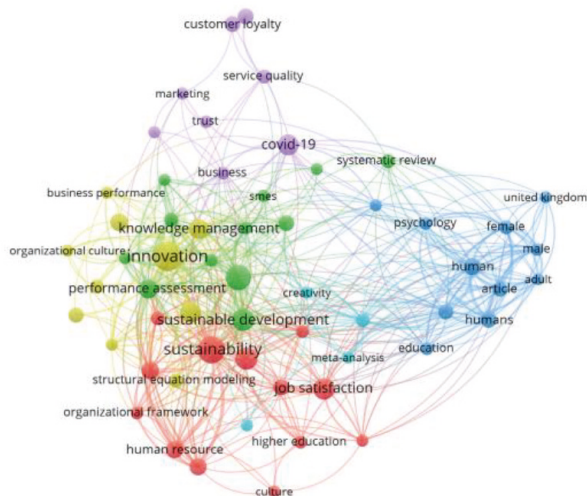 customer loyalty
service quality
marketing
trust
covid-19
systematic review
business
business performance
smes
united kingdom
psychology
female
knowledge management
organizational culture
innovation
male
human
adult
performance assessment
creativity
article
sustainable development
humans
sustainability
meta-analysis
education
structural equation modeling
job satisfaction
organizational framework
human resource
higher education
culture